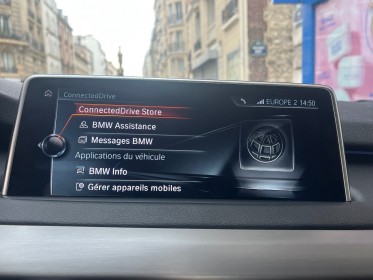 ConnectedDrive
EUROPE 2 14:50
ConnectedDrive Store
BMW Assistance
Messages BMW
Applications du véhicule
BMW Info
Gérer appareils mobiles